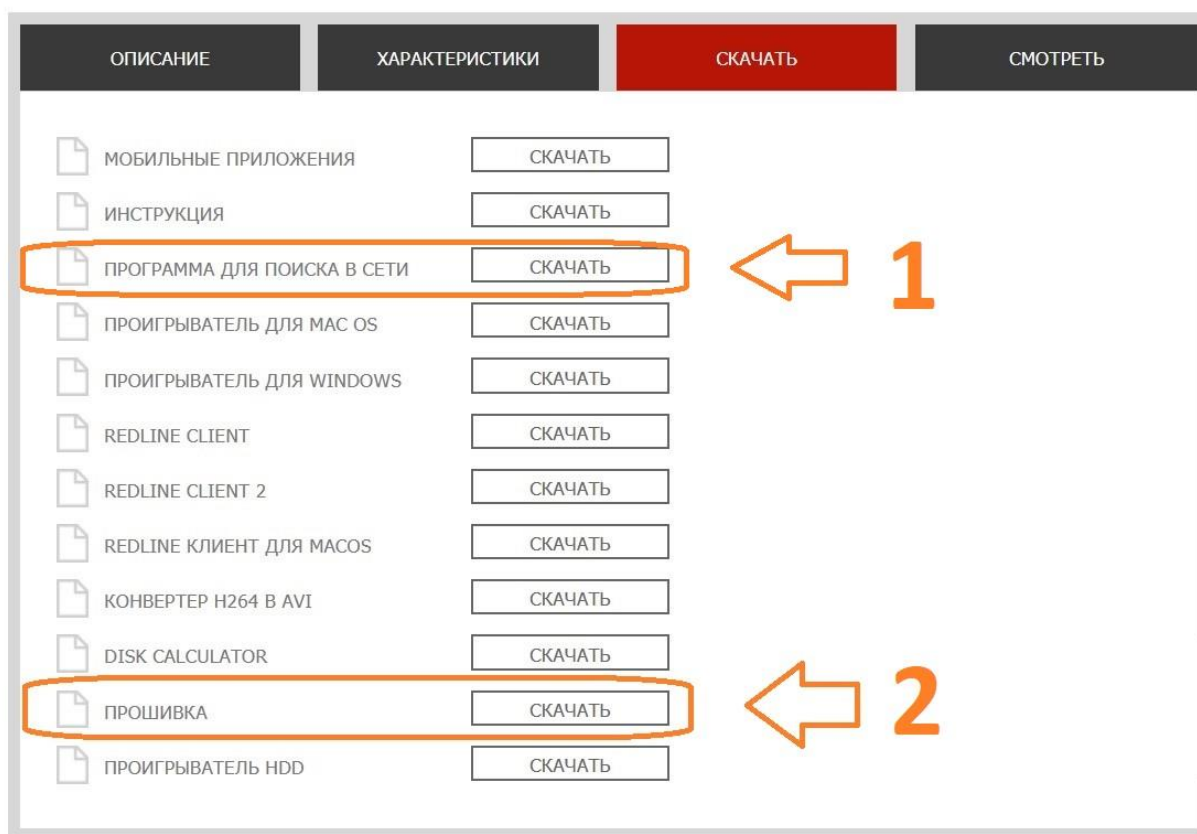 ОПИСАНИЕ ХАРАКТЕРИСТИКИ СКАЧАТЬ СМОТРЕТЬ
МОБИЛЬНЫЕ ПРИЛОЖЕНИЯ СКАЧАТЬ
ИНСТРУКЦИЯ СКАЧАТЬ
ПРОГРАММА ДЛЯ ПОИСКА В СЕТИ СКАЧАТЬ 1
ПРОИГРЫВАТЕЛЬ ДЛЯ MAC OS СКАЧАТЬ
ПРОИГРЫВАТЕЛЬ ДЛЯ WINDOWS СКАЧАТЬ
REDLINE CLIENT СКАЧАТЬ
REDLINE CLIENT 2 СКАЧАТЬ
REDLINE КЛИЕНТ ДЛЯ MACOS СКАЧАТЬ
КОНВЕРТЕР H264 В AVI СКАЧАТЬ
DISK CALCULATOR СКАЧАТЬ
ПРОШИВКА СКАЧАТЬ 2
ПРОИГРЫВАТЕЛЬ HDD СКАЧАТЬ